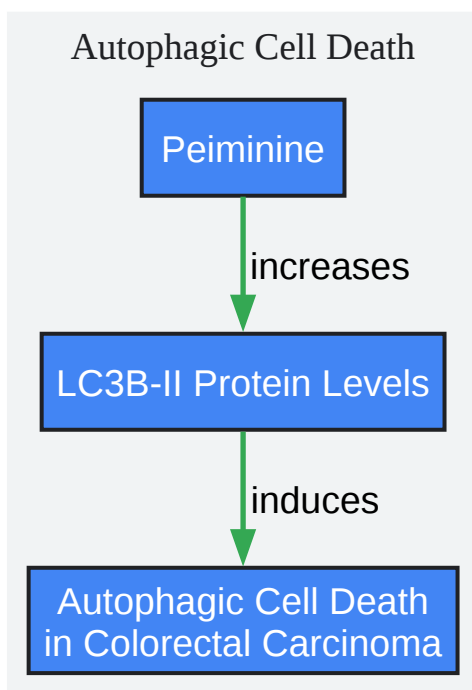 Autophagic Cell Death
Peiminine
increases
LC3B-II Protein Levels
induces
Autophagic Cell Death
in Colorectal Carcinoma